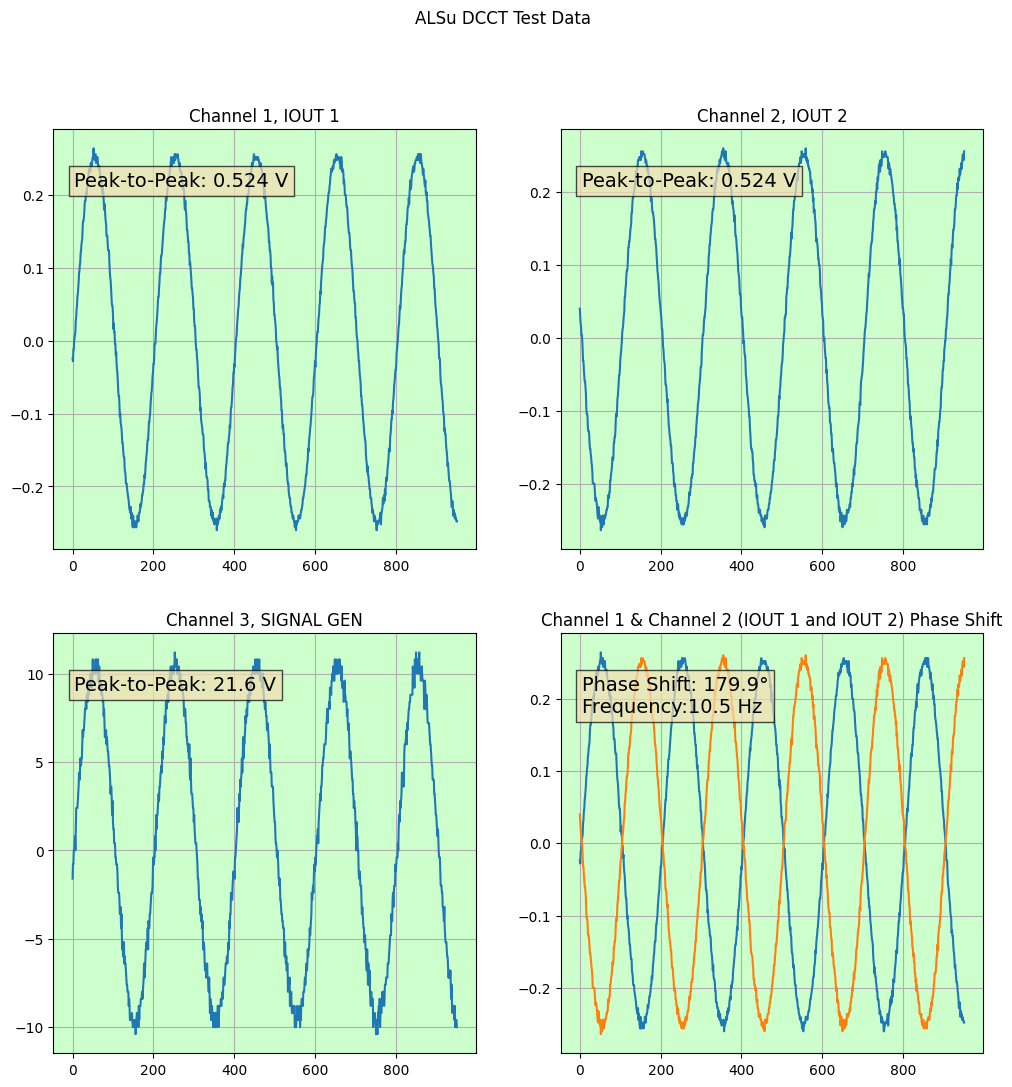 ALSu DCCT Test Data
Channel 1, IOUT 1
Peak-to-Peak: 0.524 V
0.2
0.1
0.0
−0.1
−0.2
0 200 400 600 800
Channel 2, IOUT 2
Peak-to-Peak: 0.524 V
0.2
0.1
0.0
−0.1
−0.2
0 200 400 600 800
Channel 3, SIGNAL GEN
Peak-to-Peak: 21.6 V
10
5
0
−5
−10
0 200 400 600 800
Channel 1 & Channel 2 (IOUT 1 and IOUT 2) Phase Shift
Phase Shift: 179.9°
Frequency:10.5 Hz
0.2
0.1
0.0
−0.1
−0.2
0 200 400 600 800